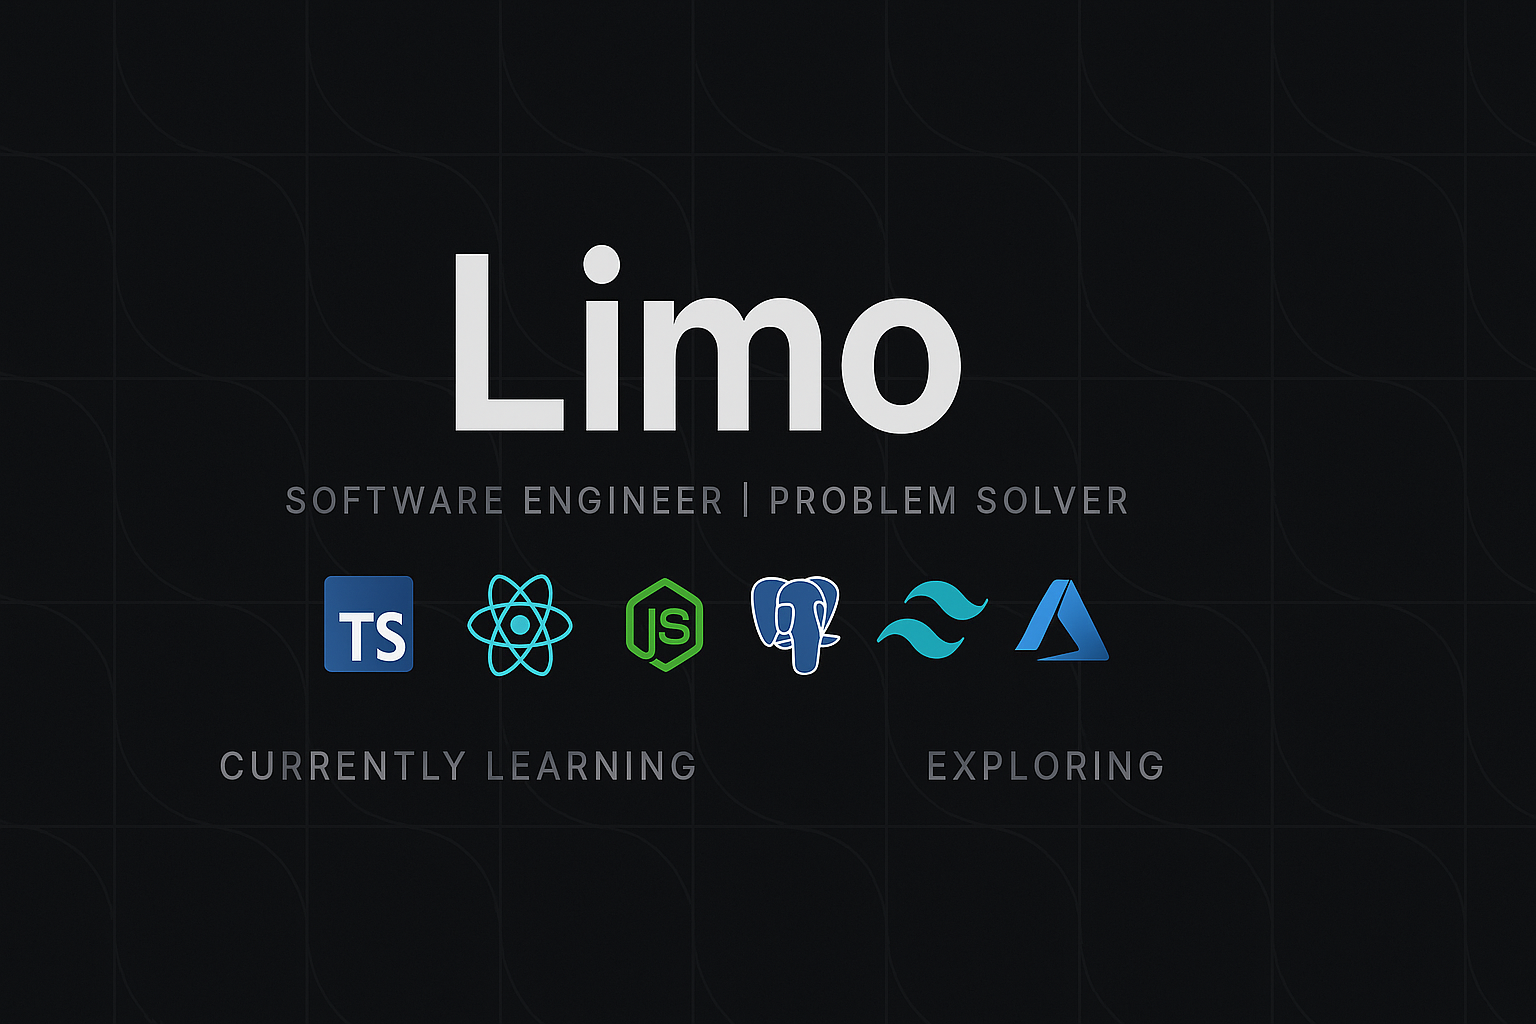 Limo
SOFTWARE ENGINEER | PROBLEM SOLVER
TS JS
CURRENTLY LEARNING EXPLORING